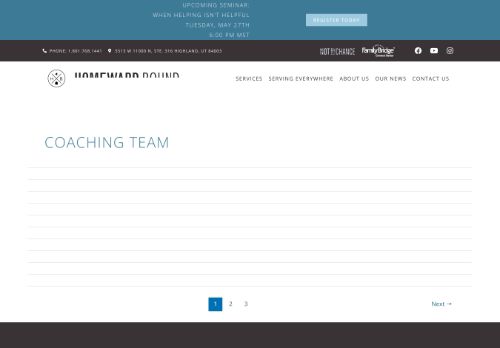 UPCOMING SEMINAR:
WHEN HELPING ISN'T HELPFUL
TUESDAY, MAY 27TH
6:00 PM MST
REGISTER TODAY
PHONE: 1.801.768.1441
5513 W 11000 N, STE. 316 HIGHLAND, UT 84003
NOT BY CHANCE
FamilyBridge
HOMEWARD BOUND
SERVICES
SERVING EVERYWHERE
ABOUT US
OUR NEWS
CONTACT US
COACHING TEAM
1 2 3
Next →